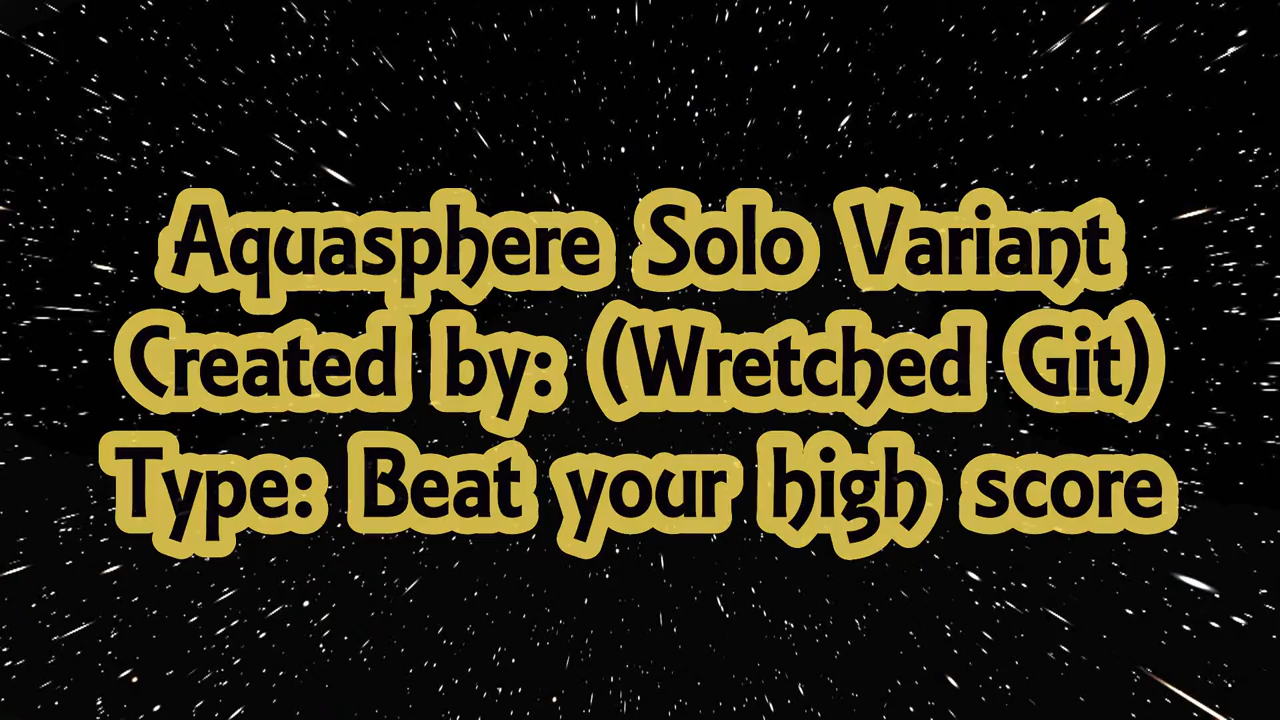 Aquasphere Solo Variant
Created by: (Wretched Git)
Type: Beat your high score